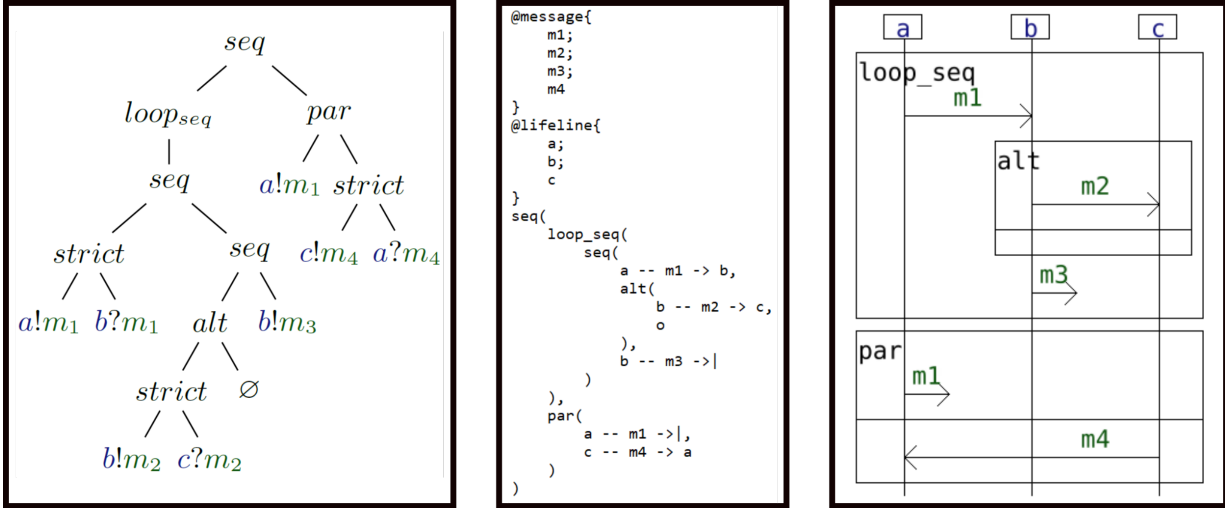 seq
loop_seq par
seq a!m₁ strict
strict seq c!m₄ a?m₄
a!m₁ b?m₁ alt b!m₃
strict ∅
b!m₂ c?m₂
@message{
    m1;
    m2;
    m3;
    m4
}
@lifeline{
    a;
    b;
    c
}
seq(
    loop_seq(
        seq(
            a -- m1 -> b,
            alt(
                b -- m2 -> c,
                o
            ),
            b -- m3 ->|
        )
    ),
    par(
        a -- m1 ->|,
        c -- m4 -> a
    )
)
a b c
loop_seq
m1
alt
m2
m3
par
m1
m4